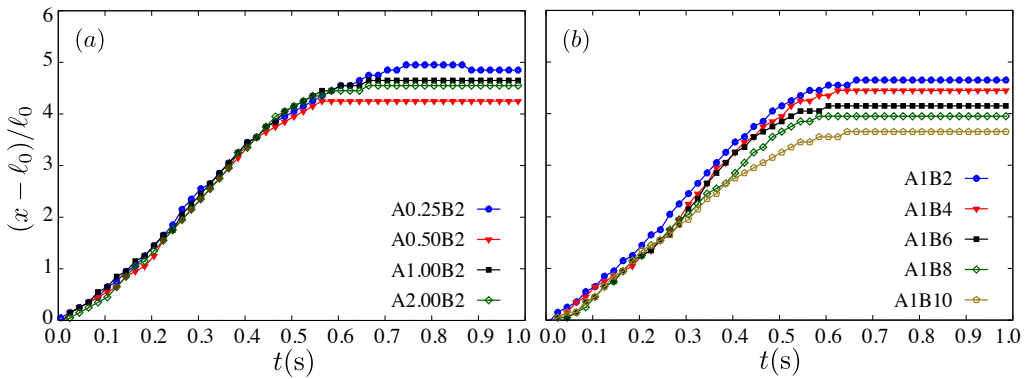 (a)
(b)
6
5
4
3
2
1
0
(x − ℓ₀)/ℓ₀
A0.25B2
A0.50B2
A1.00B2
A2.00B2
A1B2
A1B4
A1B6
A1B8
A1B10
0.0 0.1 0.2 0.3 0.4 0.5 0.6 0.7 0.8 0.9 1.0
0.0 0.1 0.2 0.3 0.4 0.5 0.6 0.7 0.8 0.9 1.0
t(s)
t(s)